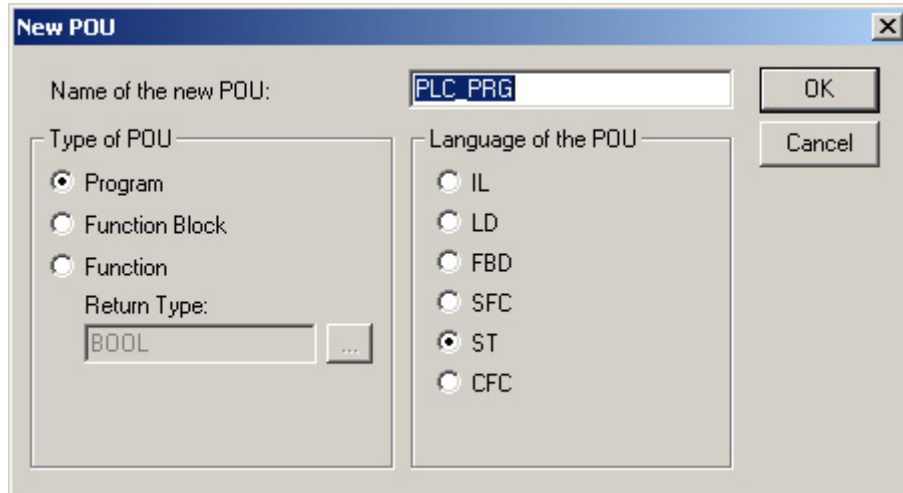 New POU
Name of the new POU:
PLC_PRG
OK
Cancel
Type of POU
Program
Function Block
Function
Return Type:
BOOL
...
Language of the POU
IL
LD
FBD
SFC
ST
CFC